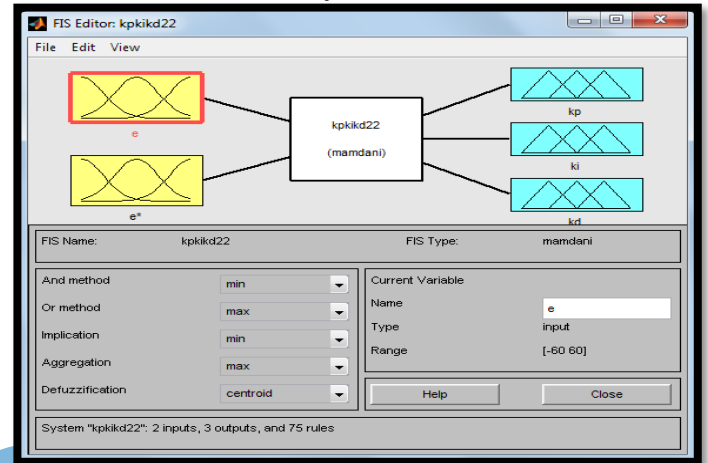 FIS Editor: kpkikd22
File Edit View
e
e*
kpkikd22
(mamdani)
kp
ki
kd
FIS Name: kpkikd22 FIS Type: mamdani
And method min
Or method max
Implication min
Aggregation max
Defuzzification centroid
Current Variable
Name e
Type input
Range [-60 60]
Help Close
System "kpkikd22": 2 inputs, 3 outputs, and 75 rules